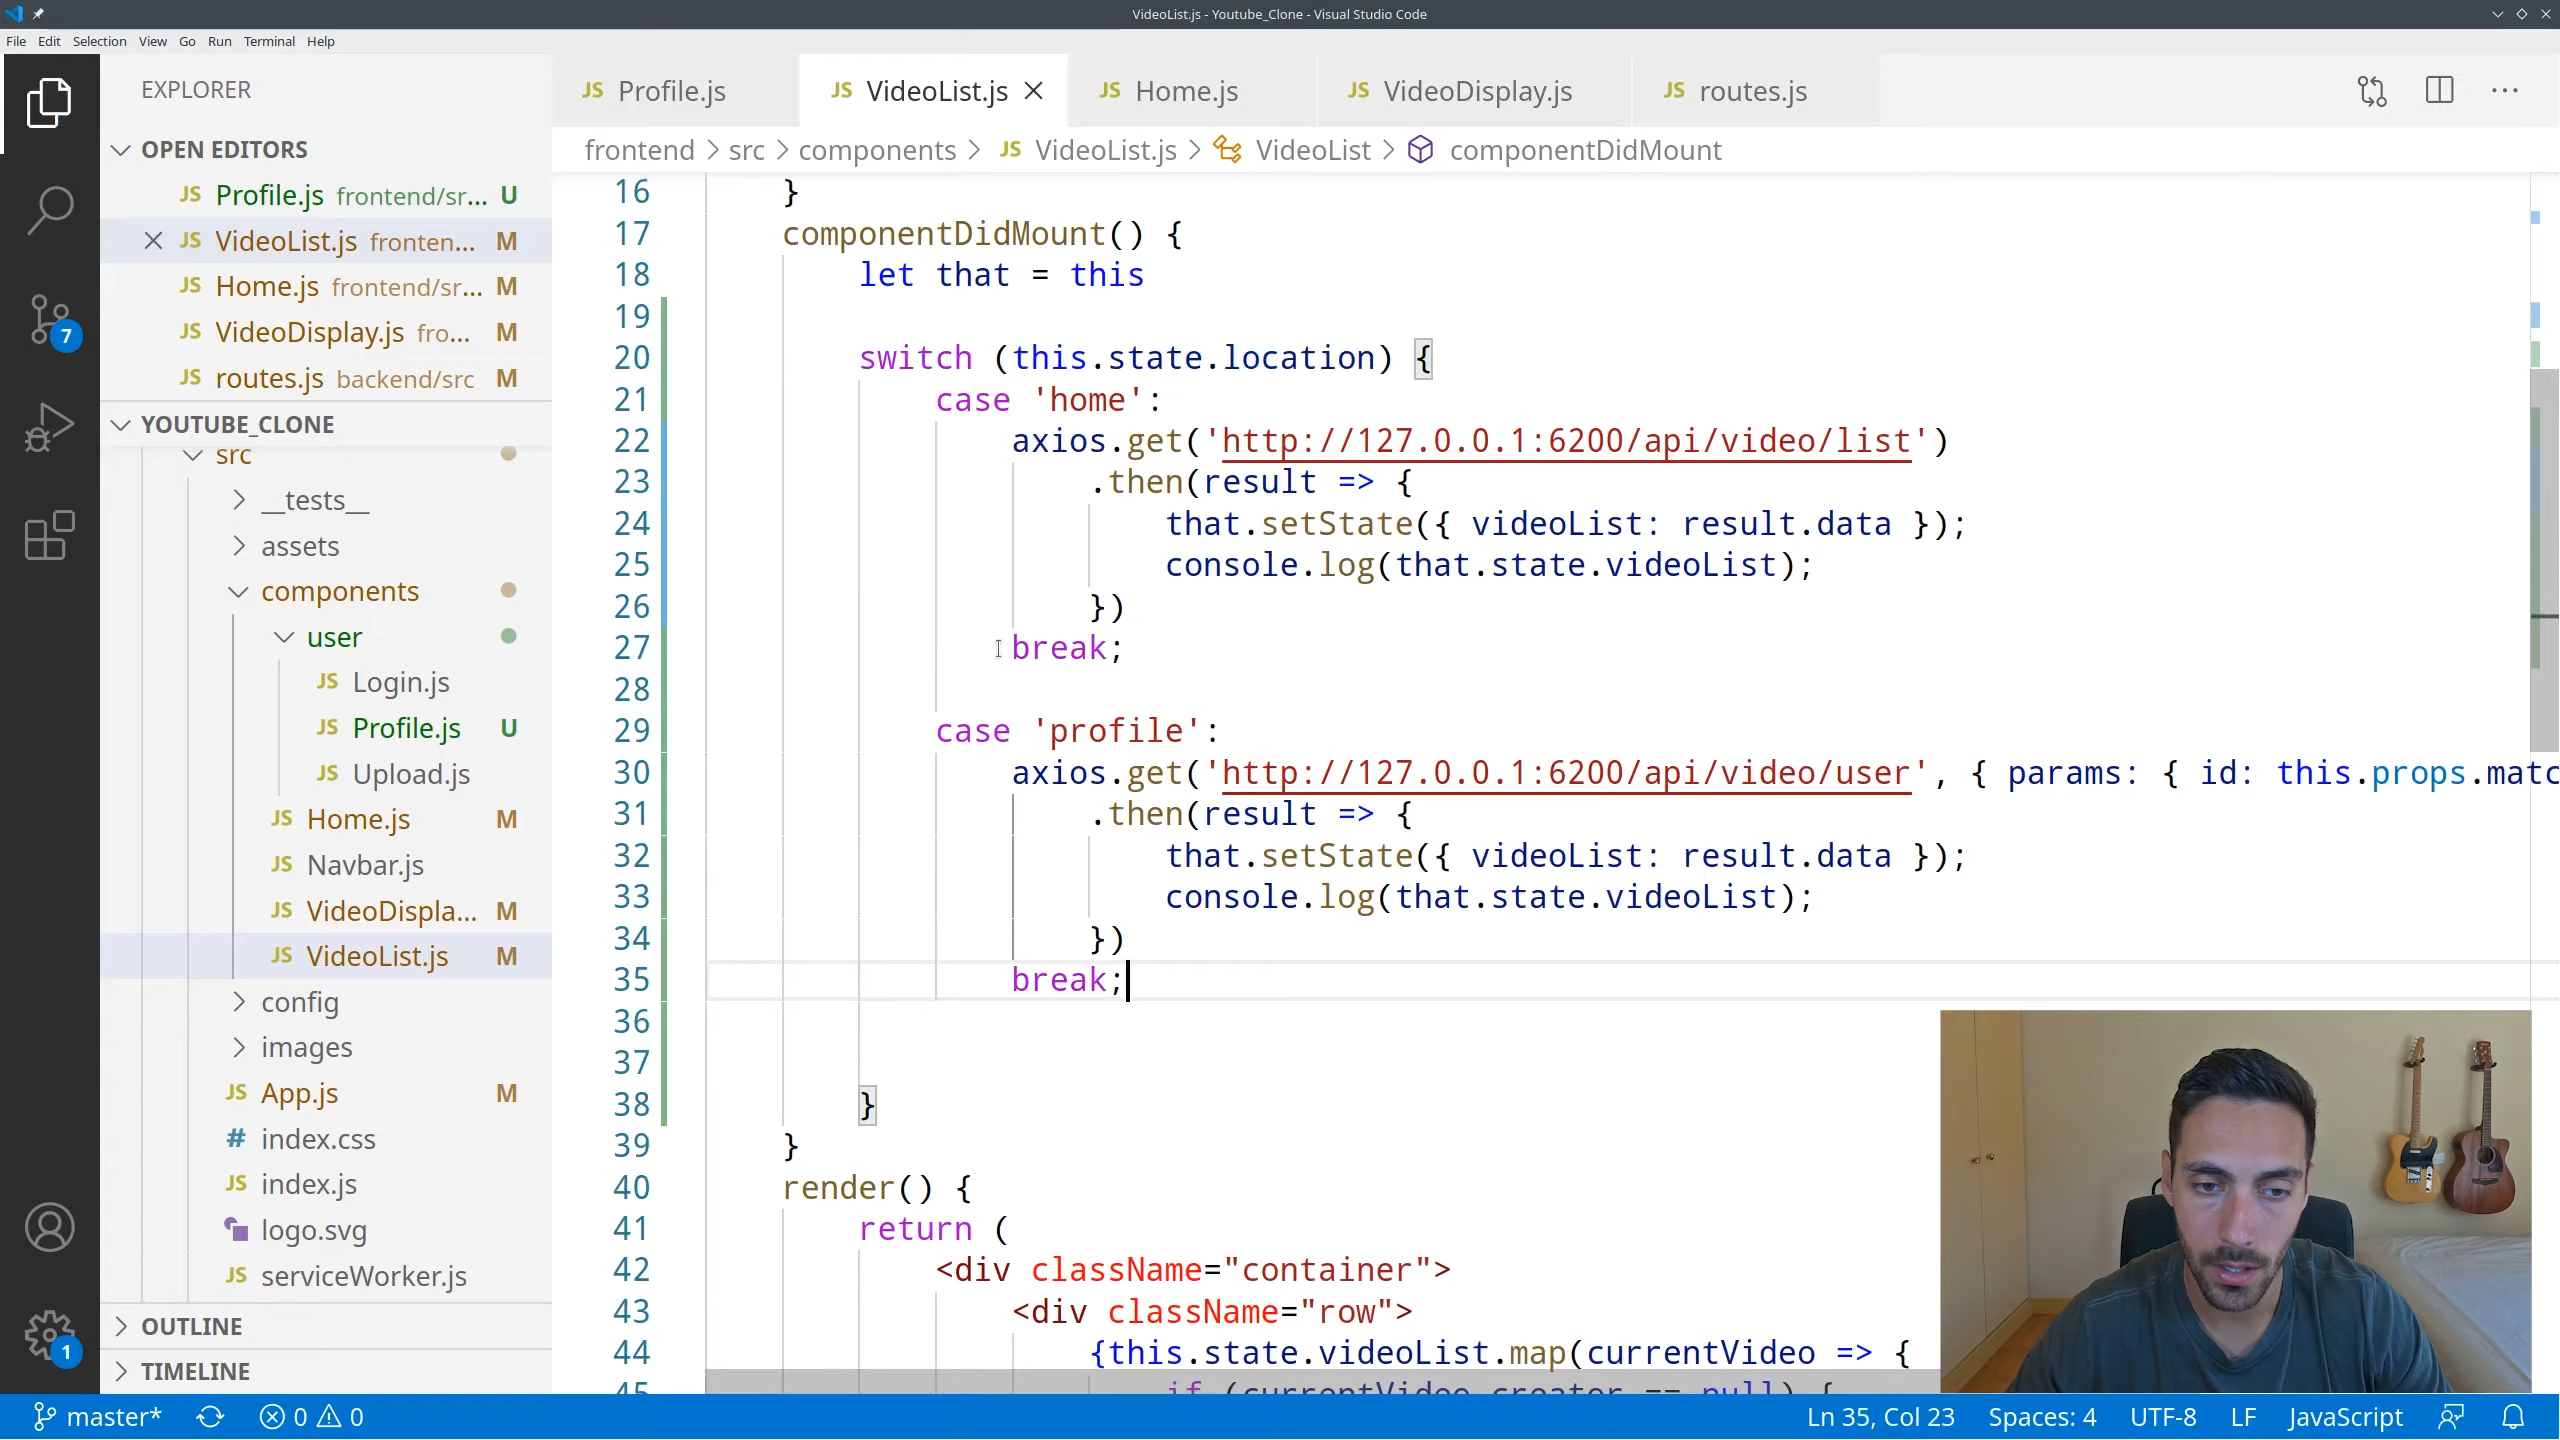 VideoList.js - Youtube_Clone - Visual Studio Code
File Edit Selection View Go Run Terminal Help
EXPLORER
OPEN EDITORS
JS Profile.js frontend/sr... U
JS VideoList.js fronten... M
JS Home.js frontend/sr... M
JS VideoDisplay.js fro... M
JS routes.js backend/src M
7
YOUTUBE_CLONE
src
__tests__
assets
components
user
JS Login.js
JS Profile.js U
JS Upload.js
JS Home.js M
JS Navbar.js
JS VideoDispla... M
JS VideoList.js M
config
images
JS App.js M
# index.css
JS index.js
logo.svg
JS serviceWorker.js
OUTLINE
1
TIMELINE
JS Profile.js JS VideoList.js JS Home.js JS VideoDisplay.js JS routes.js
frontend > src > components > JS VideoList.js > VideoList > componentDidMount
16 }
17 componentDidMount() {
18 let that = this
19
20 switch (this.state.location) {
21 case 'home':
22 axios.get('http://127.0.0.1:6200/api/video/list')
23 .then(result => {
24 that.setState({ videoList: result.data });
25 console.log(that.state.videoList);
26 })
27 break;
28
29 case 'profile':
30 axios.get('http://127.0.0.1:6200/api/video/user', { params: { id: this.props.matc
31 .then(result => {
32 that.setState({ videoList: result.data });
33 console.log(that.state.videoList);
34 })
35 break;
36
37
38 }
39 }
40 render() {
41 return (
42 <div className="container">
43 <div className="row">
44 {this.state.videoList.map(currentVideo => {
45 if (currentVideo.creator == null) {
master* 0 0 Ln 35, Col 23 Spaces: 4 UTF-8 LF JavaScript